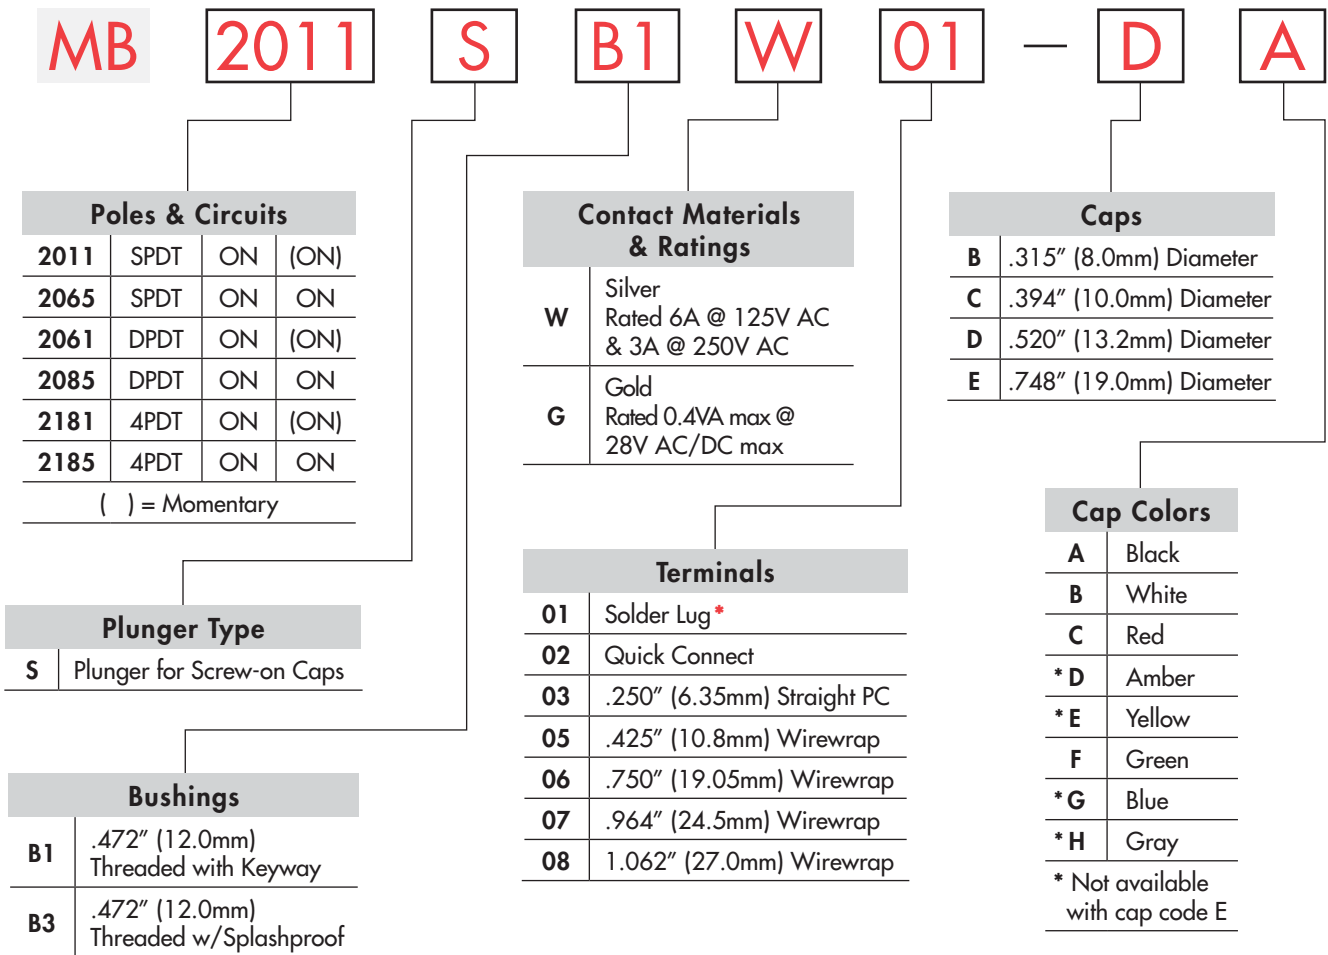 MB 2011 S B1 W 01 — D A
Poles & Circuits
2011 SPDT ON (ON)
2065 SPDT ON ON
2061 DPDT ON (ON)
2085 DPDT ON ON
2181 4PDT ON (ON)
2185 4PDT ON ON
( ) = Momentary
Plunger Type
S Plunger for Screw-on Caps
Bushings
B1 .472" (12.0mm)
Threaded with Keyway
B3 .472" (12.0mm)
Threaded w/Splashproof
Contact Materials
& Ratings
W Silver
Rated 6A @ 125V AC
& 3A @ 250V AC
G Gold
Rated 0.4VA max @
28V AC/DC max
Terminals
01 Solder Lug*
02 Quick Connect
03 .250" (6.35mm) Straight PC
05 .425" (10.8mm) Wirewrap
06 .750" (19.05mm) Wirewrap
07 .964" (24.5mm) Wirewrap
08 1.062" (27.0mm) Wirewrap
Caps
B .315" (8.0mm) Diameter
C .394" (10.0mm) Diameter
D .520" (13.2mm) Diameter
E .748" (19.0mm) Diameter
Cap Colors
A Black
B White
C Red
* D Amber
* E Yellow
F Green
* G Blue
* H Gray
* Not available
with cap code E